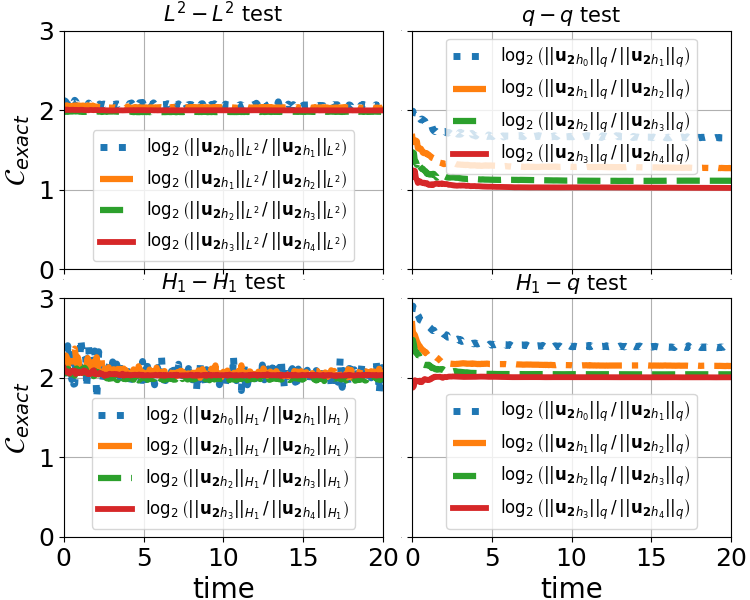 L² − L² test
q − q test
3
2
1
0
𝒞exact
log₂ (||𝐮𝟐h₀||L² / ||𝐮𝟐h₁||L²)
log₂ (||𝐮𝟐h₁||L² / ||𝐮𝟐h₂||L²)
log₂ (||𝐮𝟐h₂||L² / ||𝐮𝟐h₃||L²)
log₂ (||𝐮𝟐h₃||L² / ||𝐮𝟐h₄||L²)
log₂ (||𝐮𝟐h₀||q / ||𝐮𝟐h₁||q)
log₂ (||𝐮𝟐h₁||q / ||𝐮𝟐h₂||q)
log₂ (||𝐮𝟐h₂||q / ||𝐮𝟐h₃||q)
log₂ (||𝐮𝟐h₃||q / ||𝐮𝟐h₄||q)
H₁ − H₁ test
H₁ − q test
3
2
1
0
𝒞exact
log₂ (||𝐮𝟐h₀||H₁ / ||𝐮𝟐h₁||H₁)
log₂ (||𝐮𝟐h₁||H₁ / ||𝐮𝟐h₂||H₁)
log₂ (||𝐮𝟐h₂||H₁ / ||𝐮𝟐h₃||H₁)
log₂ (||𝐮𝟐h₃||H₁ / ||𝐮𝟐h₄||H₁)
log₂ (||𝐮𝟐h₀||q / ||𝐮𝟐h₁||q)
log₂ (||𝐮𝟐h₁||q / ||𝐮𝟐h₂||q)
log₂ (||𝐮𝟐h₂||q / ||𝐮𝟐h₃||q)
log₂ (||𝐮𝟐h₃||q / ||𝐮𝟐h₄||q)
0 5 10 15 20
0 5 10 15 20
time
time